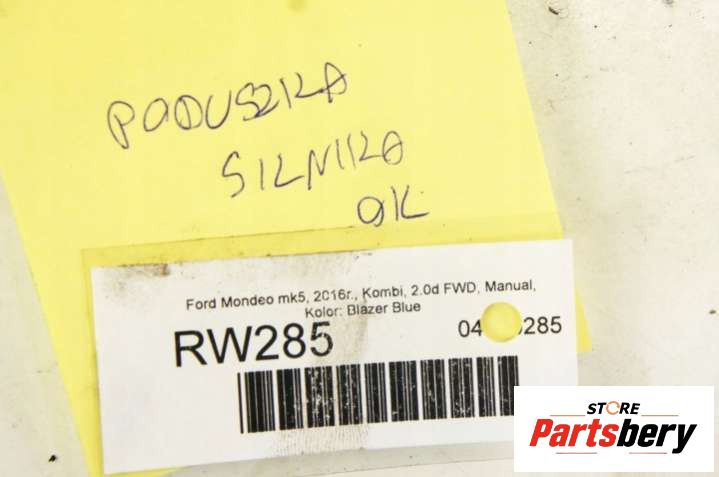 PODUSZKA
SILNIKA
OK
Ford Mondeo mk5, 2016r., Kombi, 2.0d FWD, Manual,
Kolor: Blazer Blue
RW285
STORE
Partsbery